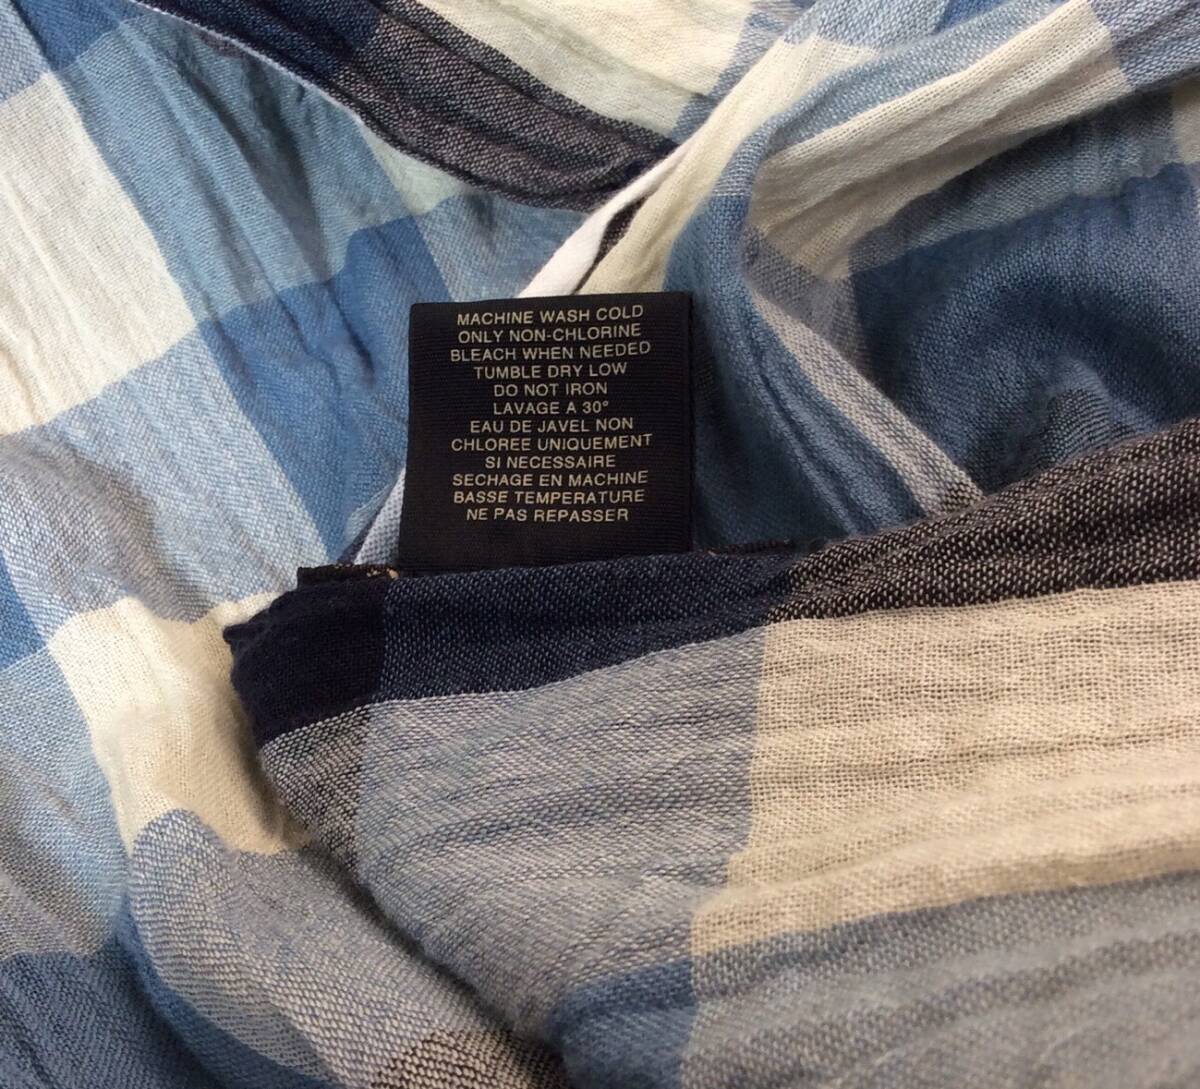 MACHINE WASH COLD
ONLY NON-CHLORINE
BLEACH WHEN NEEDED
TUMBLE DRY LOW
DO NOT IRON
LAVAGE A 30°
EAU DE JAVEL NON
CHLOREE UNIQUEMENT
SI NECESSAIRE
SECHAGE EN MACHINE
BASSE TEMPERATURE
NE PAS REPASSER